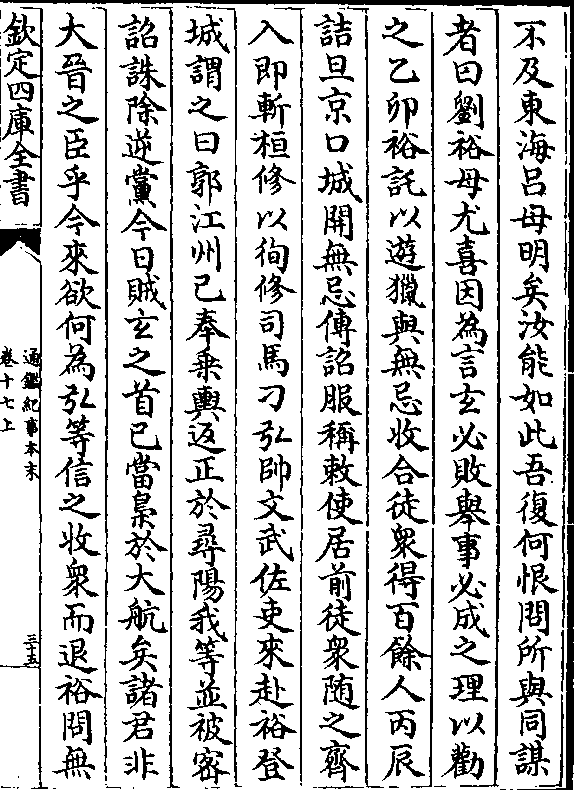 不及東海呂母明矣汝能如此吾復何恨問所與同謀
者曰劉裕母尤喜因為言玄必敗舉事必成之理以勸
之乙卯裕託以遊獵與無忌收合徒衆得百餘人丙辰
詰旦京口城開無忌傳詔服稱敕使居前徒衆随之齊
入即斬桓修以徇修司馬刁弘帥文武佐吏來赴裕登
城謂之曰郭江州已奉乗輿返正於尋陽我等並被密
詔誅除逆黨今日賊玄之首已當梟於大航矣諸君非
大晉之臣乎今來欲何為弘等信之收衆而退裕問無
欽定四庫全書
通鑑紀事本末
卷十七上
三十五